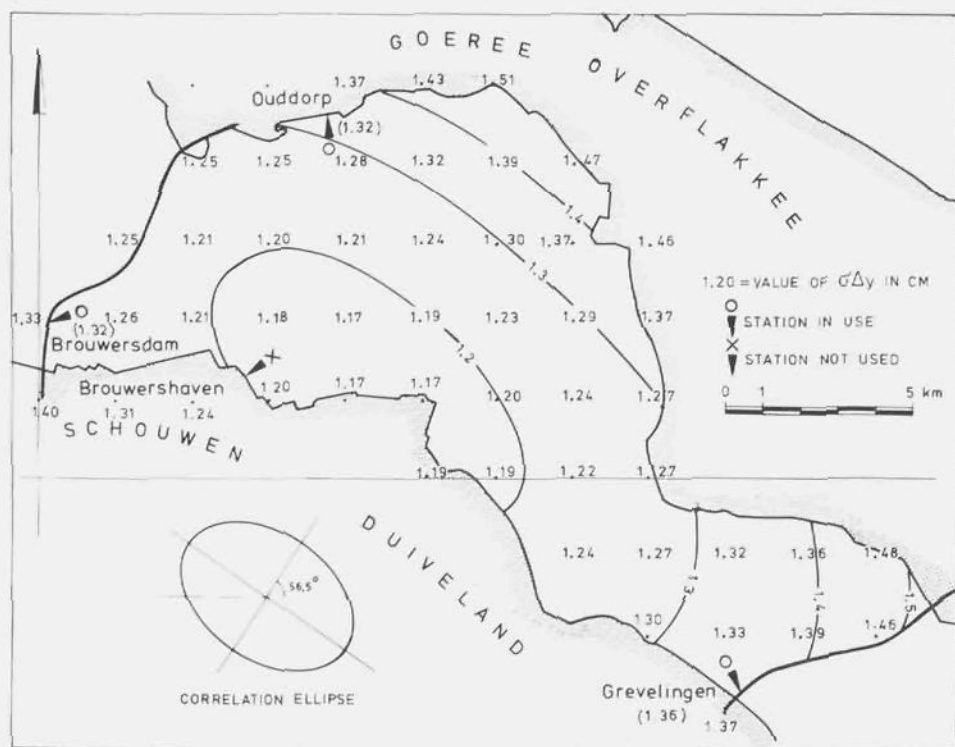 GOEREE OVERFLAKKEE
1.37 1.43 1.51
Ouddorp
(1.32)
1.25 1.25 1.28 1.32 1.39 1.47
1.4
1.25 1.21 1.20 1.21 1.24 1.30 1.37 1.46
1.3
1.20 = VALUE OF σΔy IN CM
STATION IN USE
STATION NOT USED
0 1 5 km
1.33 1.26 1.21 1.18 1.17 1.19 1.23 1.29 1.37
(1.32)
Brouwersdam
1.2
Brouwershaven
1.20 1.17 1.17 1.20 1.24 1.27
1.40 1.31 1.24
SCHOUWEN
1.19 1.19 1.22 1.27
DUIVELAND
1.24 1.27 1.32 1.36 1.48
1.3 1.4 1.5
56,5°
1.30 1.33 1.39 1.46
CORRELATION ELLIPSE
Grevelingen
(1.36)
1.37